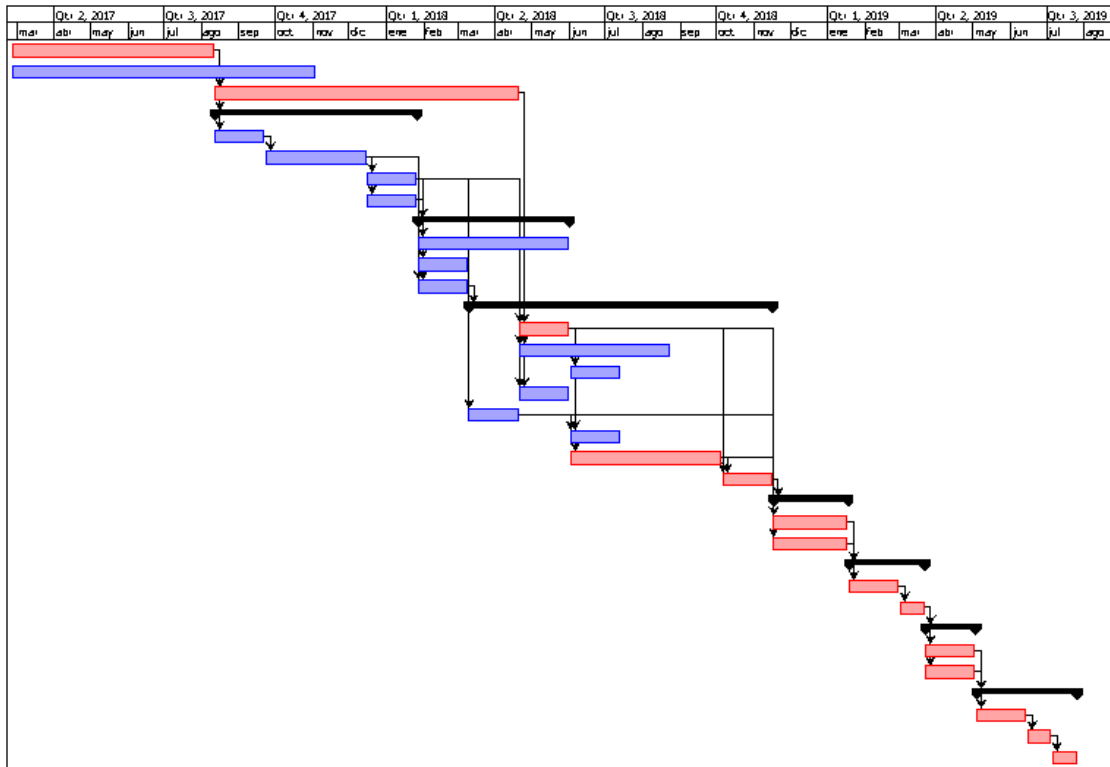 Qtr 2, 2017 Qtr 3, 2017 Qtr 4, 2017 Qtr 1, 2018 Qtr 2, 2018 Qtr 3, 2018 Qtr 4, 2018 Qtr 1, 2019 Qtr 2, 2019 Qtr 3, 2019
mar abr may jun jul ago sep oct nov dic ene feb mar abr may jun jul ago sep oct nov dic ene feb mar abr may jun jul ago